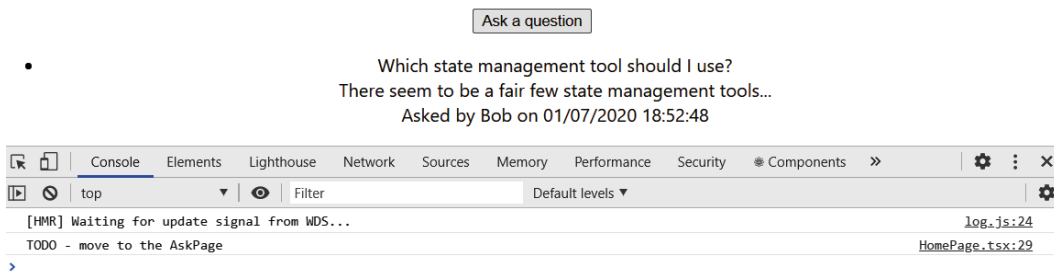 Ask a question
Which state management tool should I use?
There seem to be a fair few state management tools...
Asked by Bob on 01/07/2020 18:52:48
Console Elements Lighthouse Network Sources Memory Performance Security Components »
top Filter Default levels
[HMR] Waiting for update signal from WDS... log.js:24
TODO - move to the AskPage HomePage.tsx:29
>